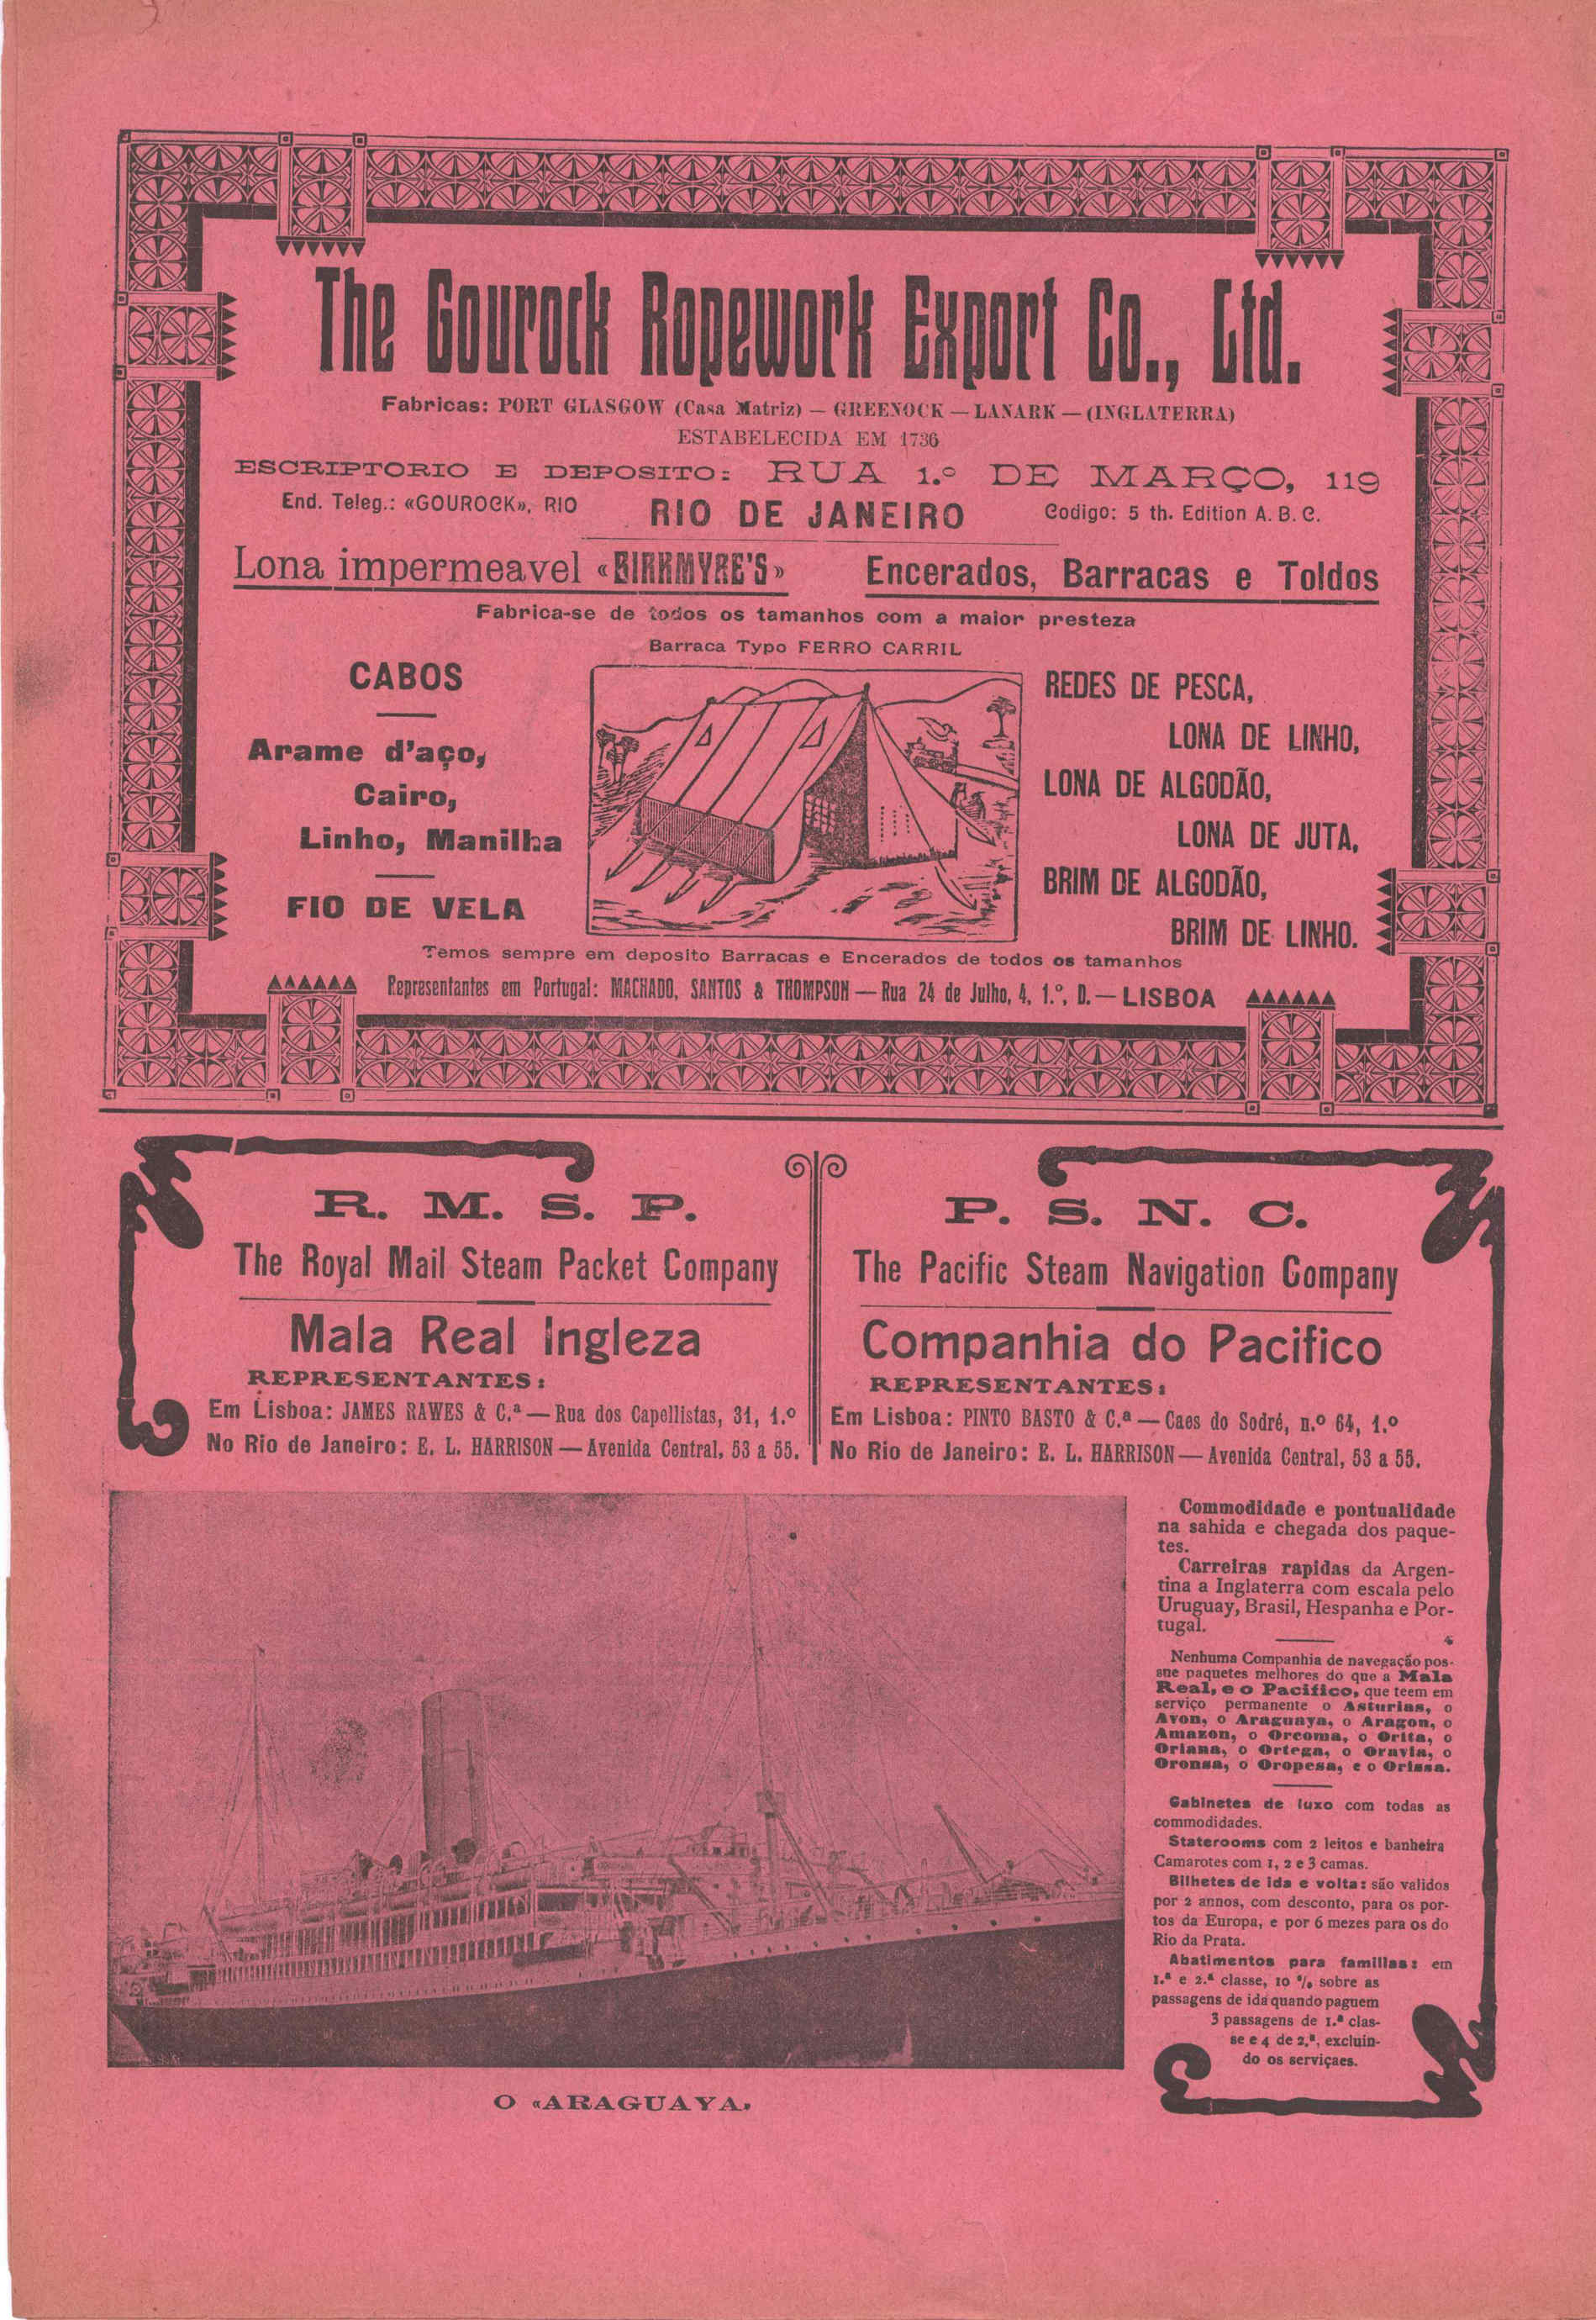 The Gourock Ropework Export Co., Ltd.
Fabricas: PORT GLASGOW (Casa Matriz) — GREENOCK — LANARK — (INGLATERRA)
ESTABELECIDA EM 1736
ESCRIPTORIO E DEPOSITO: RUA 1.º DE MARÇO, 119
End. Teleg.: «GOUROCK», RIO RIO DE JANEIRO Codigo: 5 th. Edition A. B. C.
Lona impermeavel «BIRKMYRE'S» Encerados, Barracas e Toldos
Fabrica-se de todos os tamanhos com a maior presteza
Barraca Typo FERRO CARRIL
CABOS
Arame d'aço,
Cairo,
Linho, Manilha
FIO DE VELA
REDES DE PESCA,
LONA DE LINHO,
LONA DE ALGODÃO,
LONA DE JUTA,
BRIM DE ALGODÃO,
BRIM DE LINHO.
Temos sempre em deposito Barracas e Encerados de todos os tamanhos
Representantes em Portugal: MACHADO, SANTOS & THOMPSON — Rua 24 de Julho, 4, 1.º, D. — LISBOA
R. M. S. P.
The Royal Mail Steam Packet Company
Mala Real Ingleza
REPRESENTANTES:
Em Lisboa: JAMES RAWES & C.ª — Rua dos Capellistas, 31, 1.º
No Rio de Janeiro: E. L. HARRISON — Avenida Central, 53 a 55.
P. S. N. C.
The Pacific Steam Navigation Company
Companhia do Pacifico
REPRESENTANTES:
Em Lisboa: PINTO BASTO & C.ª — Caes do Sodré, n.º 64, 1.º
No Rio de Janeiro: E. L. HARRISON — Avenida Central, 53 a 55.
Commodidade e pontualidade
na sahida e chegada dos paque-
tes.
Carreiras rapidas da Argen-
tina a Inglaterra com escala pelo
Uruguay, Brasil, Hespanha e Por-
tugal.
Nenhuma Companhia de navegação pos-
sue paquetes melhores do que a Mala
Real, e o Pacifico, que teem em
serviço permanente o Asturias, o
Avon, o Araguaya, o Aragon, o
Amazon, o Orcoma, o Orita, o
Oriana, o Ortega, o Oravia, o
Oronsa, o Oropesa, e o Orissa.
Gabinetes de luxo com todas as
commodidades.
Staterooms com 2 leitos e banheira
Camarotes com 1, 2 e 3 camas.
Bilhetes de ida e volta: são validos
por 2 annos, com desconto, para os por-
tos da Europa, e por 6 mezes para os do
Rio da Prata.
Abatimentos para familias: em
1.ª e 2.ª classe, 10 % sobre as
passagens de ida quando paguem
3 passagens de 1.ª clas-
se e 4 de 2.ª, excluin-
do os serviçaes.
O «ARAGUAYA»